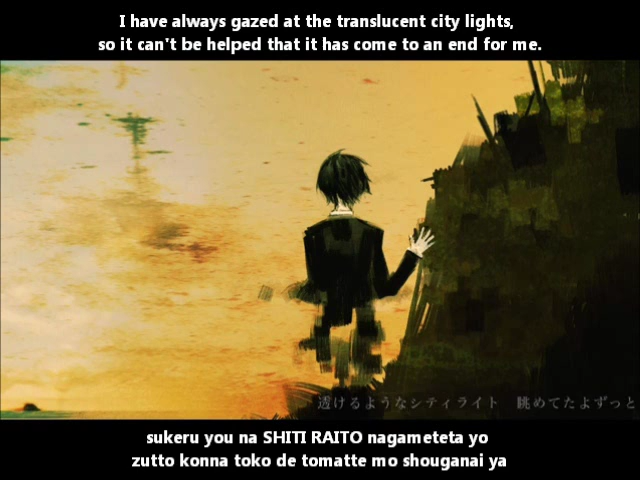 I have always gazed at the translucent city lights,
so it can't be helped that it has come to an end for me.
透けるようなシティライト　眺めてたよずっと
sukeru you na SHITI RAITO nagameteta yo
zutto konna toko de tomatte mo shouganai ya